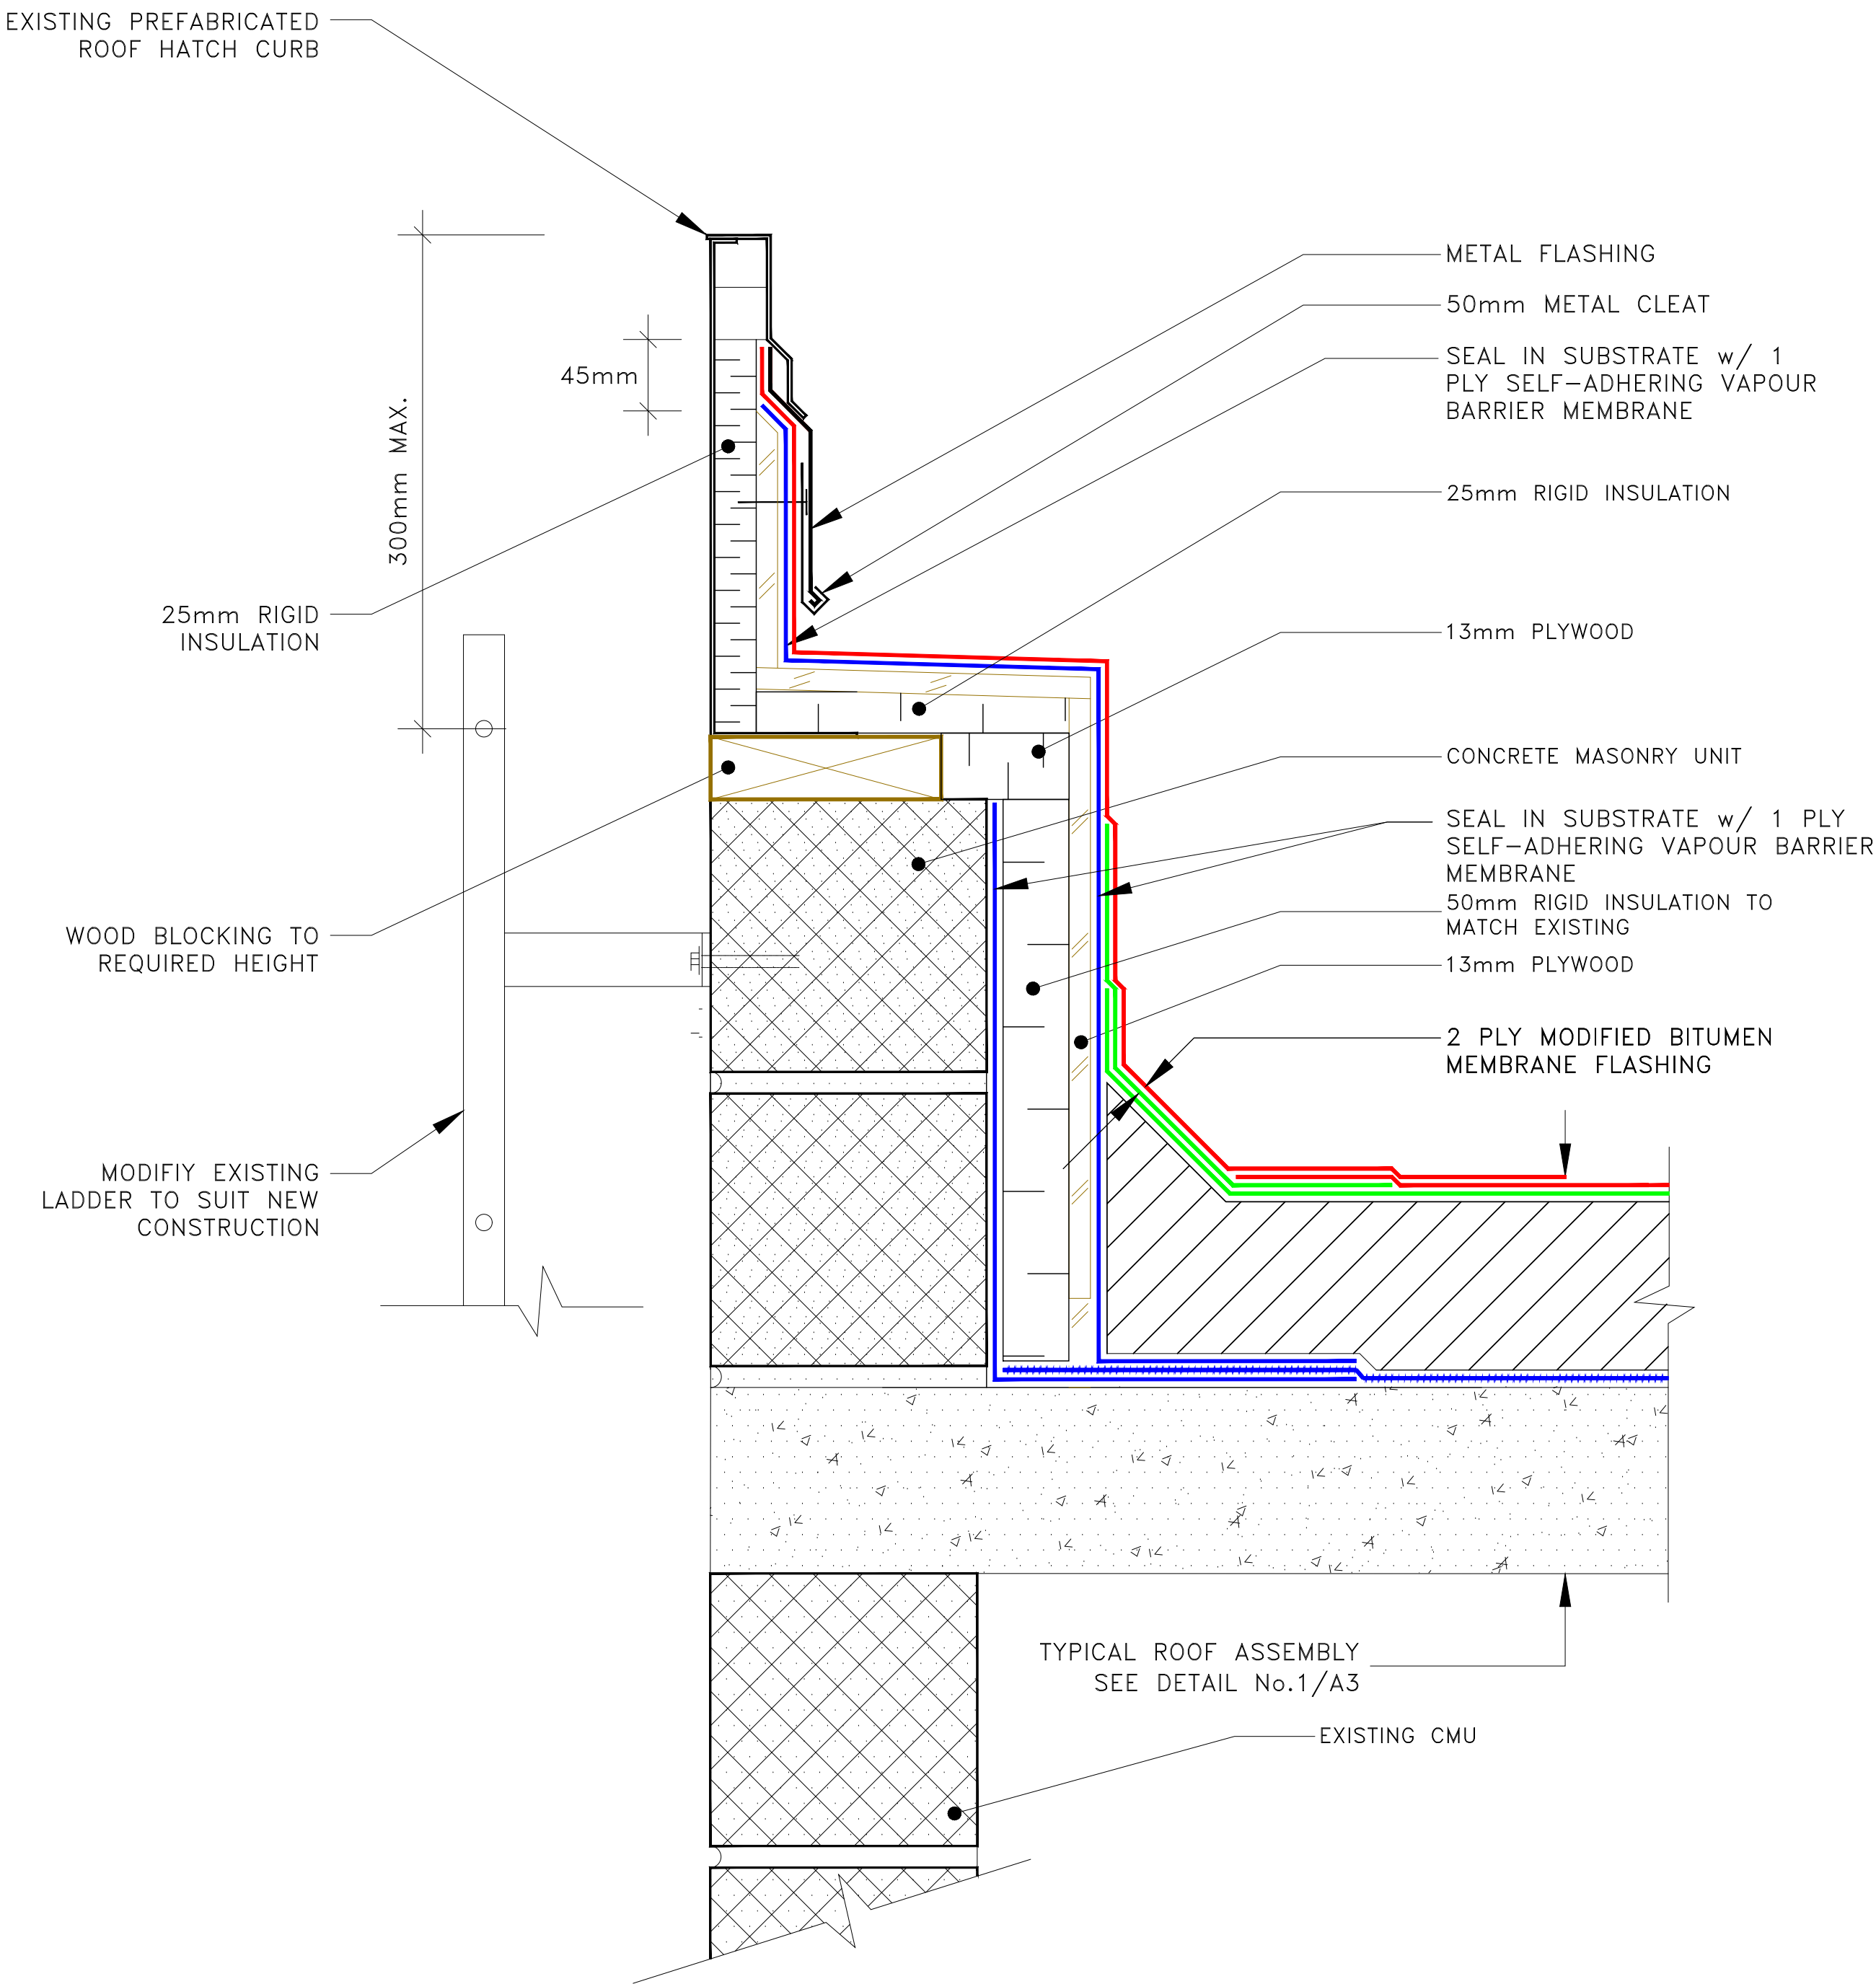 EXISTING PREFABRICATED
ROOF HATCH CURB
METAL FLASHING
50mm METAL CLEAT
SEAL IN SUBSTRATE w/ 1
PLY SELF-ADHERING VAPOUR
BARRIER MEMBRANE
45mm
300mm MAX.
25mm RIGID INSULATION
25mm RIGID
INSULATION
13mm PLYWOOD
CONCRETE MASONRY UNIT
SEAL IN SUBSTRATE w/ 1 PLY
SELF-ADHERING VAPOUR BARRIER
MEMBRANE
50mm RIGID INSULATION TO
MATCH EXISTING
WOOD BLOCKING TO
REQUIRED HEIGHT
13mm PLYWOOD
2 PLY MODIFIED BITUMEN
MEMBRANE FLASHING
MODIFIY EXISTING
LADDER TO SUIT NEW
CONSTRUCTION
TYPICAL ROOF ASSEMBLY
SEE DETAIL No.1/A3
EXISTING CMU